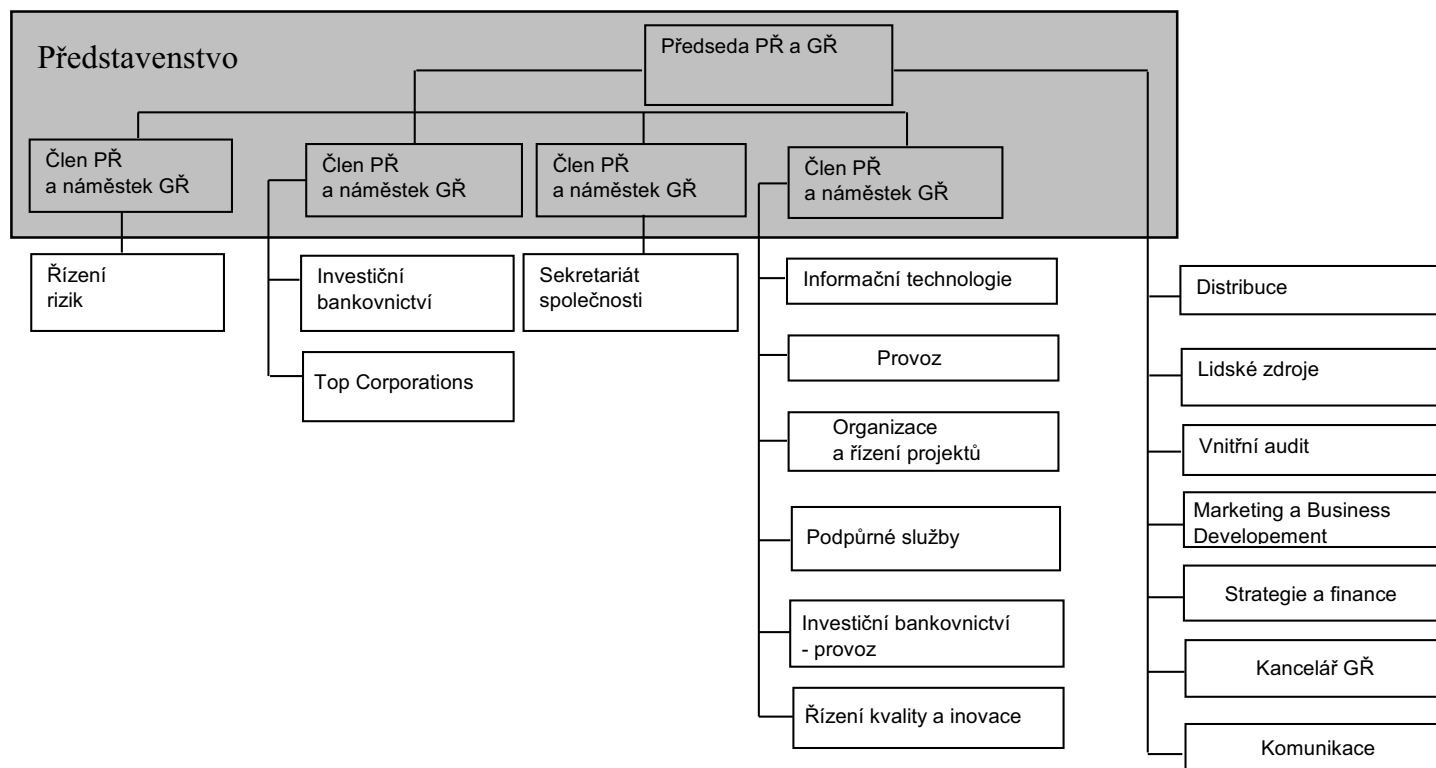 Představenstvo
Předseda PŘ a GŘ
Člen PŘ
a náměstek GŘ
Člen PŘ
a náměstek GŘ
Člen PŘ
a náměstek GŘ
Člen PŘ
a náměstek GŘ
Řízení
rizik
Investiční
bankovnictví
Top Corporations
Sekretariát
společnosti
Informační technologie
Provoz
Organizace
a řízení projektů
Podpůrné služby
Investiční bankovnictví
- provoz
Řízení kvality a inovace
Distribuce
Lidské zdroje
Vnitřní audit
Marketing a Business
Developement
Strategie a finance
Kancelář GŘ
Komunikace